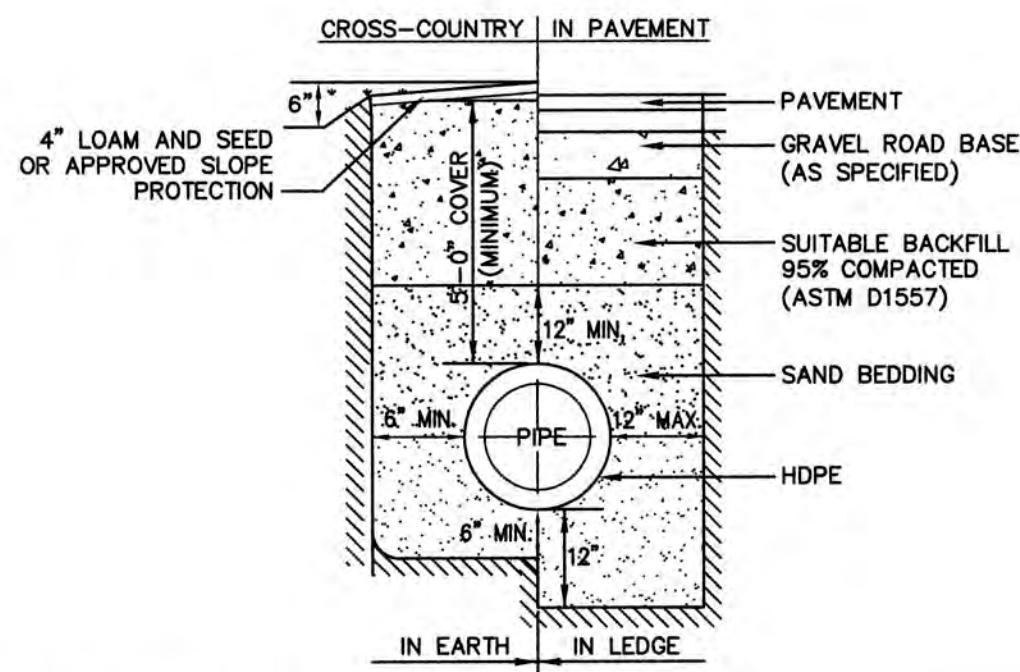 CROSS-COUNTRY
IN PAVEMENT
6"
4" LOAM AND SEED
OR APPROVED SLOPE
PROTECTION
5'-0" COVER
(MINIMUM)
PAVEMENT
GRAVEL ROAD BASE
(AS SPECIFIED)
SUITABLE BACKFILL
95% COMPACTED
(ASTM D1557)
12" MIN.
SAND BEDDING
6" MIN.
PIPE
12" MAX
HDPE
6" MIN.
12"
IN EARTH
IN LEDGE